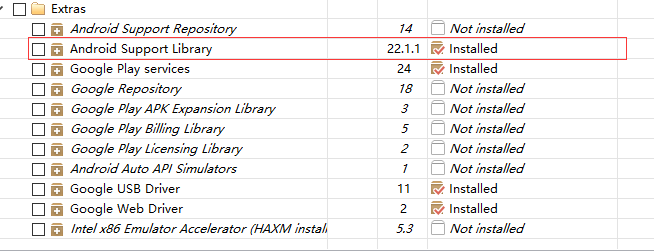 Extras
Android Support Repository 14 Not installed
Android Support Library 22.1.1 Installed
Google Play services 24 Installed
Google Repository 18 Not installed
Google Play APK Expansion Library 3 Not installed
Google Play Billing Library 5 Not installed
Google Play Licensing Library 2 Not installed
Android Auto API Simulators 1 Not installed
Google USB Driver 11 Installed
Google Web Driver 2 Installed
Intel x86 Emulator Accelerator (HAXM instal 5.3 Not installed